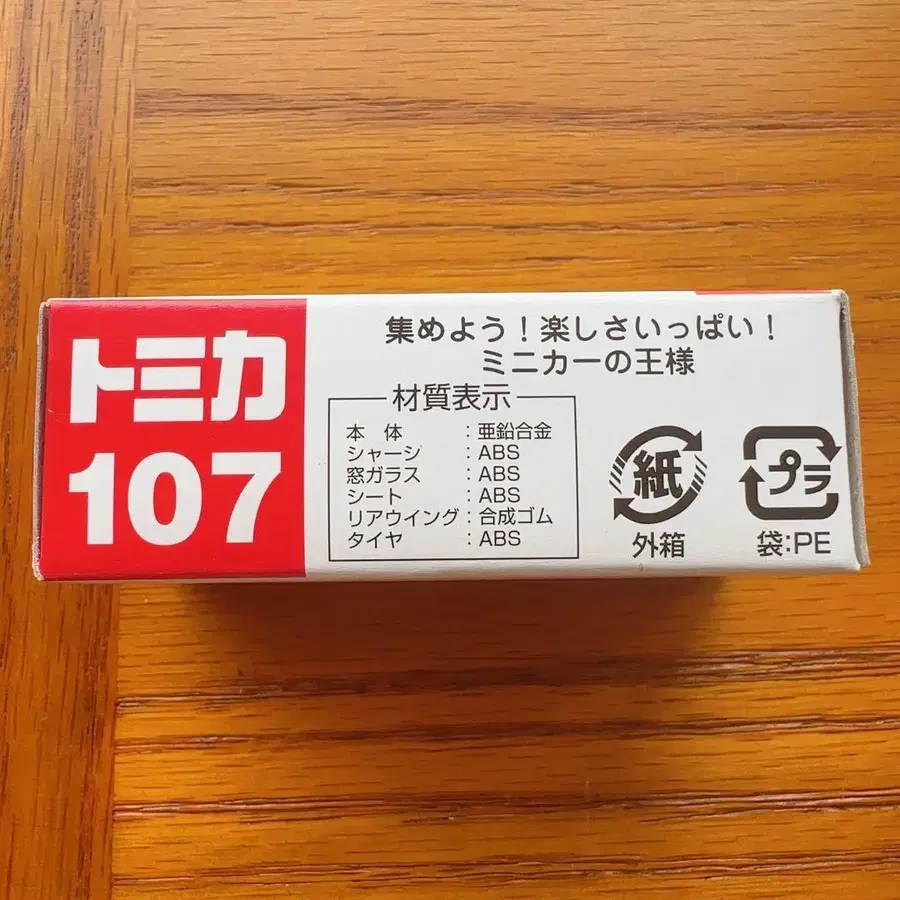 トミカ
107
集めよう!楽しさいっぱい!
ミニカーの王様
材質表示
本 体 :亜鉛合金
シャーシ :ABS
窓ガラス :ABS
シート :ABS
リアウイング:合成ゴム
タイヤ :ABS
紙
外箱
プラ
袋:PE